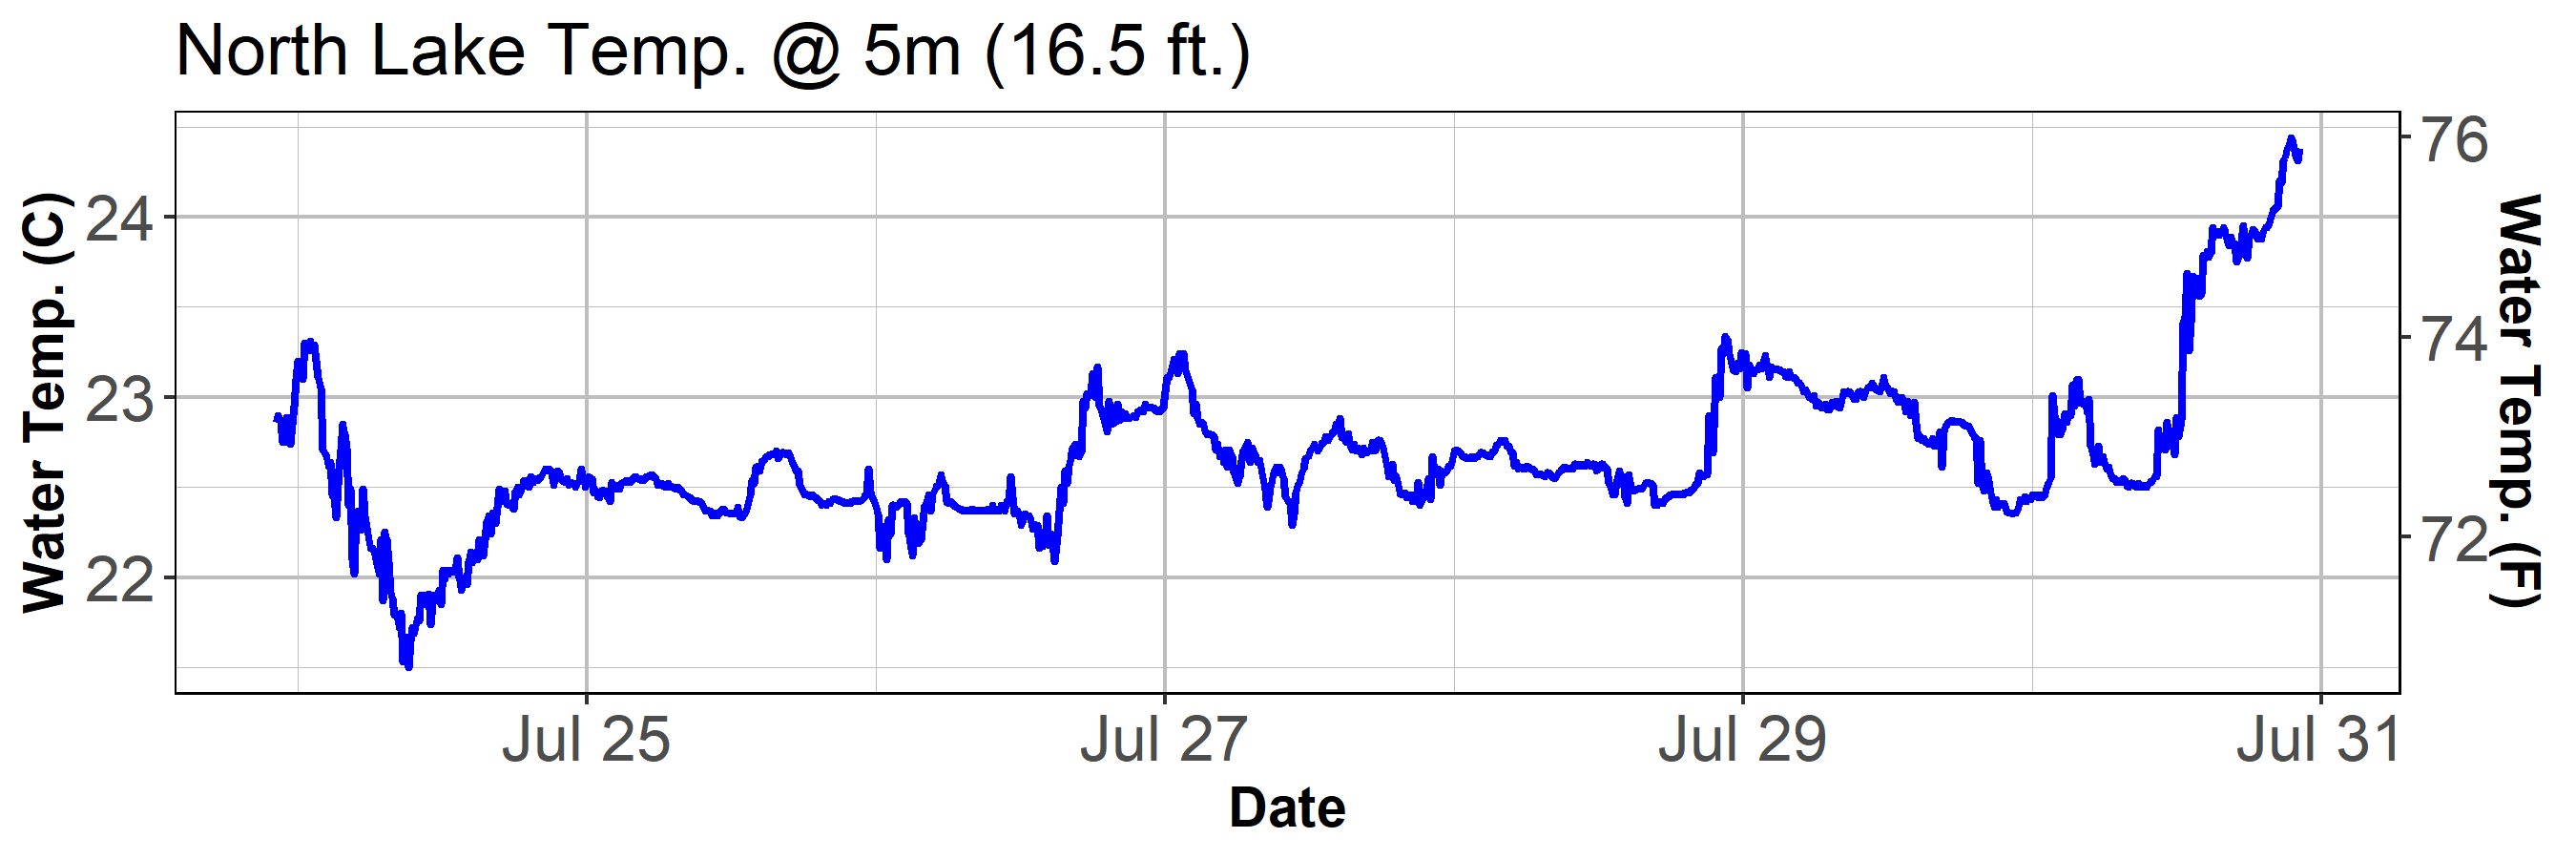 North Lake Temp. @ 5m (16.5 ft.)
Water Temp. (C)
24
23
22
76
74
72
Water Temp. (F)
Jul 25 Jul 27 Jul 29 Jul 31
Date